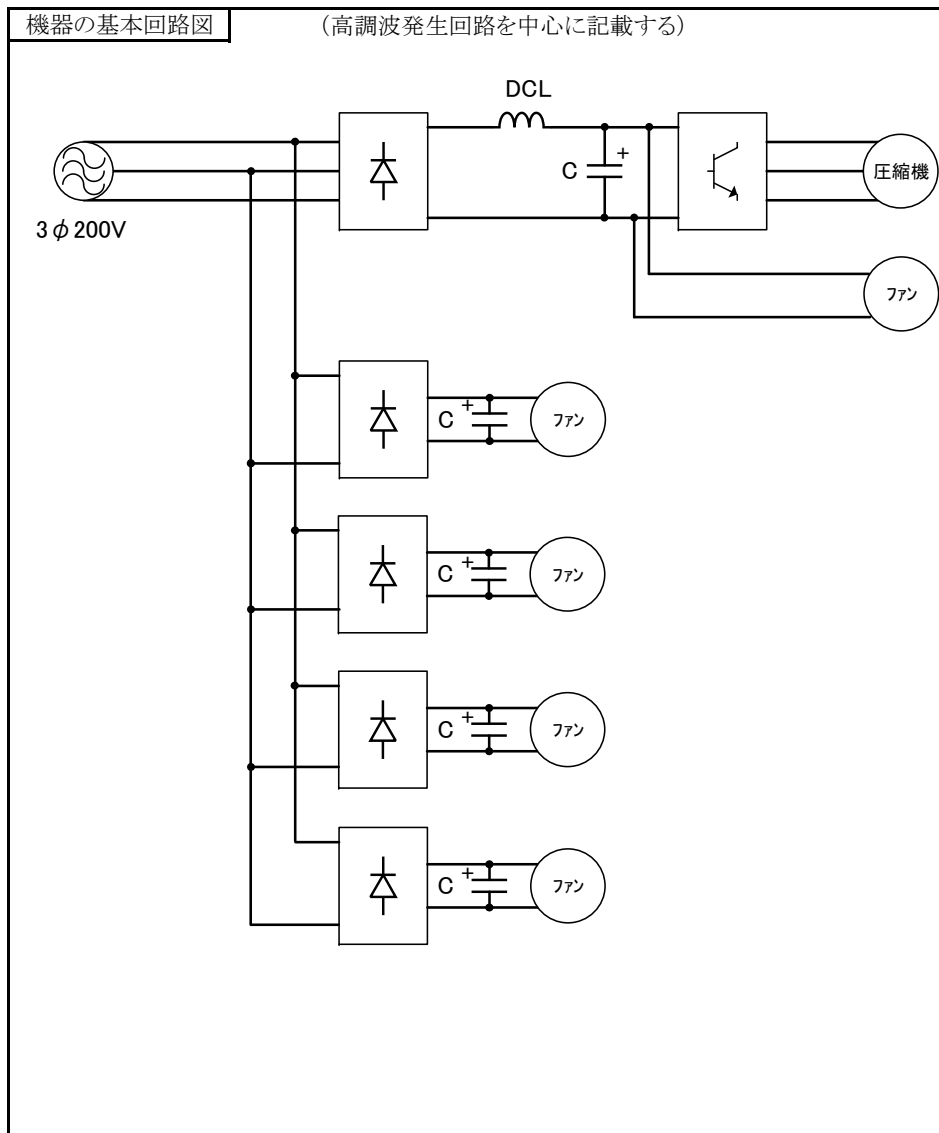 機器の基本回路図
(高調波発生回路を中心に記載する)
DCL
C
+
圧縮機
3φ200V
ファン
C
+
ファン
C
+
ファン
C
+
ファン
C
+
ファン